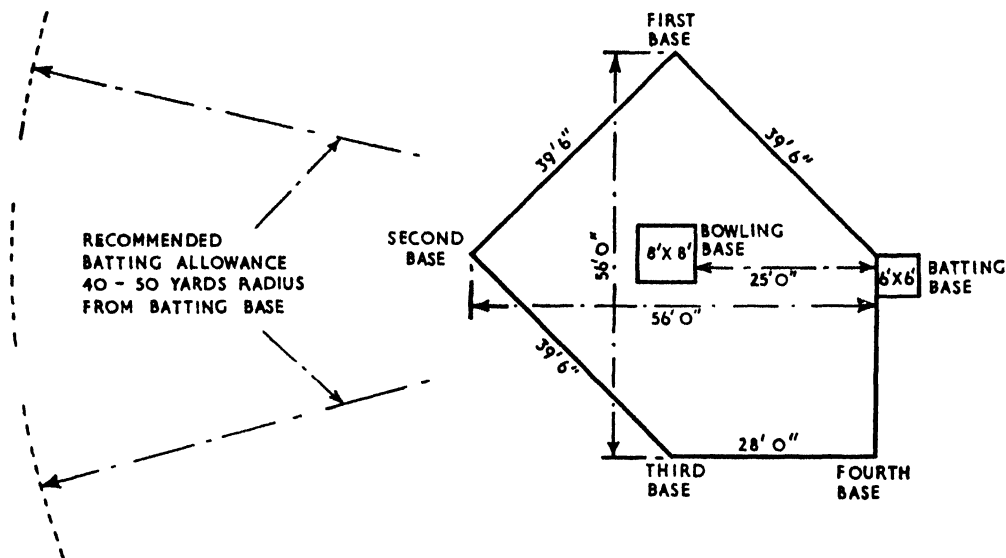 FIRST
BASE
39'6"
39'6"
RECOMMENDED
BATTING ALLOWANCE
40 - 50 YARDS RADIUS
FROM BATTING BASE
SECOND
BASE
56'0"
8'X 8'
BOWLING
BASE
25'0"
6'X6'
BATTING
BASE
56'0"
39'6"
28'0"
THIRD
BASE
FOURTH
BASE